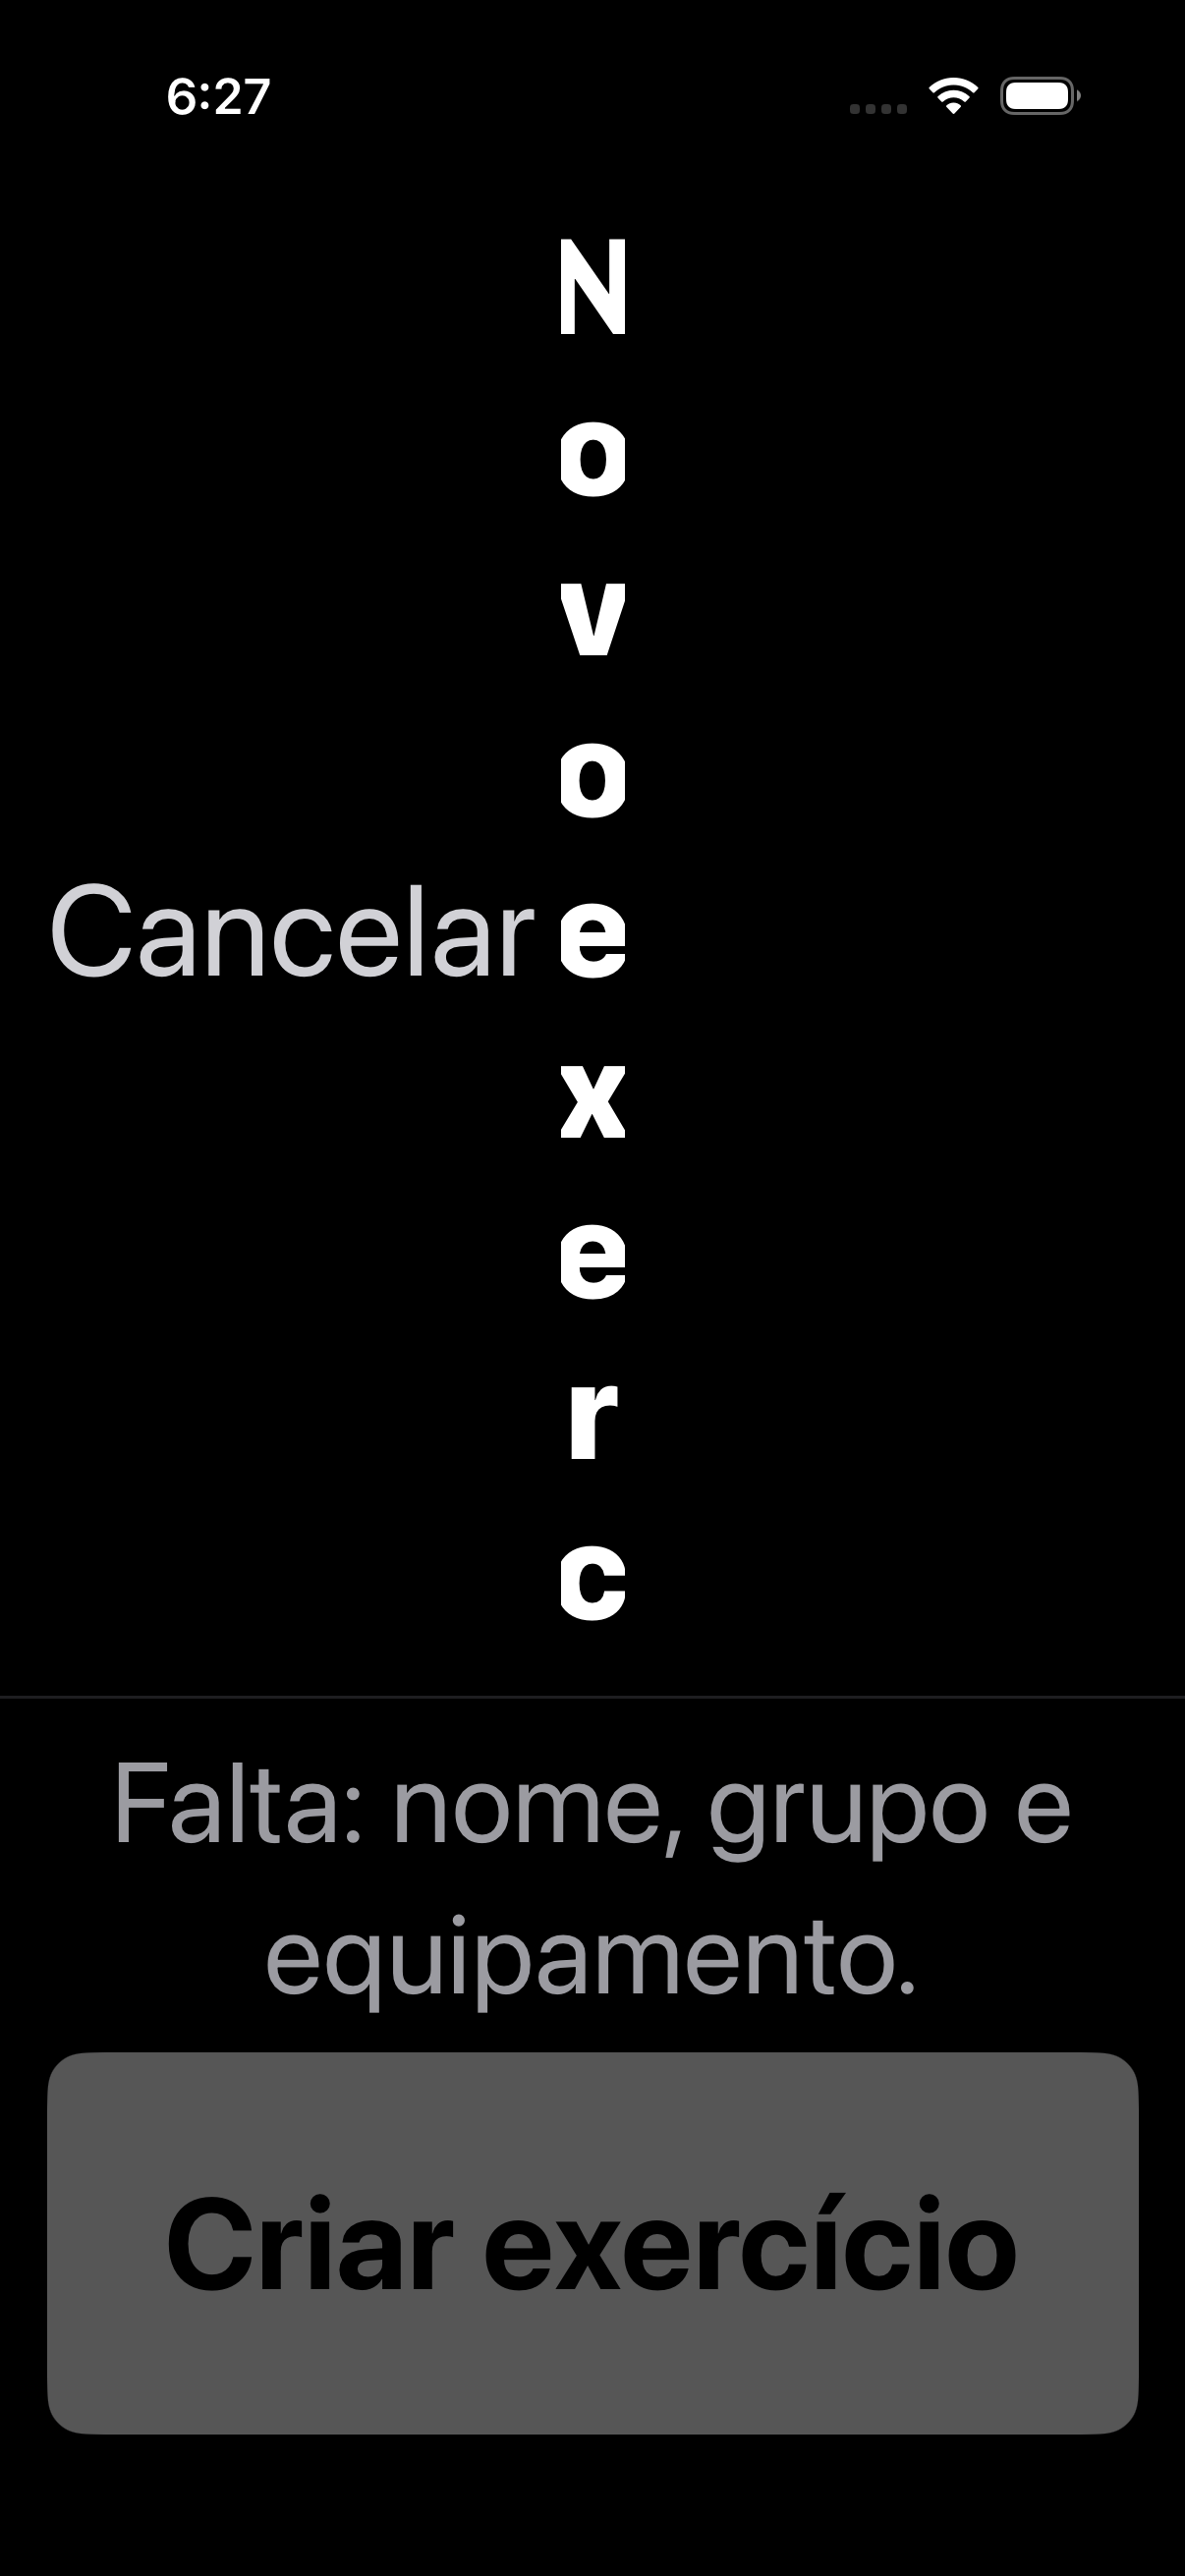 6:27
N
o
v
o
Cancelar
e
x
e
r
c
Falta: nome, grupo e
equipamento.
Criar exercício